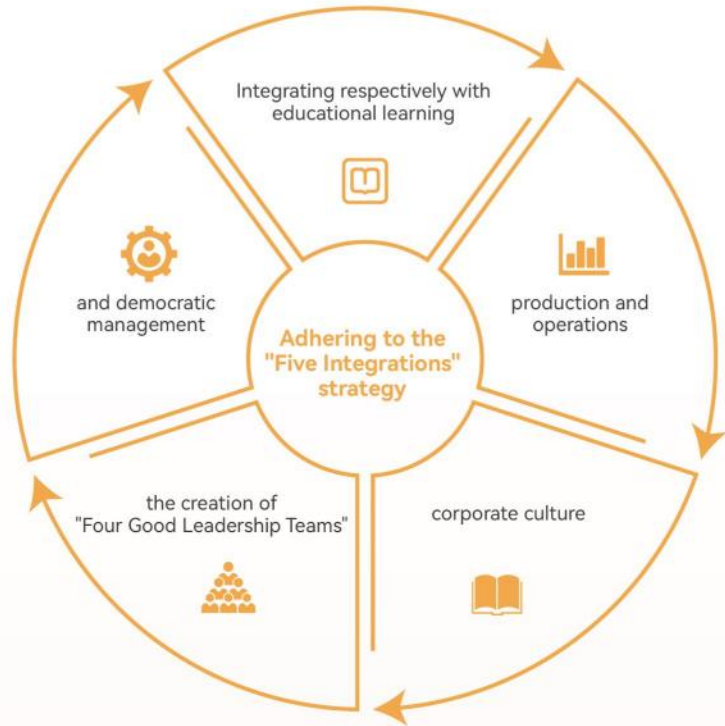 Integrating respectively with
educational learning
production and
operations
corporate culture
the creation of
"Four Good Leadership Teams"
and democratic
management
Adhering to the
"Five Integrations"
strategy